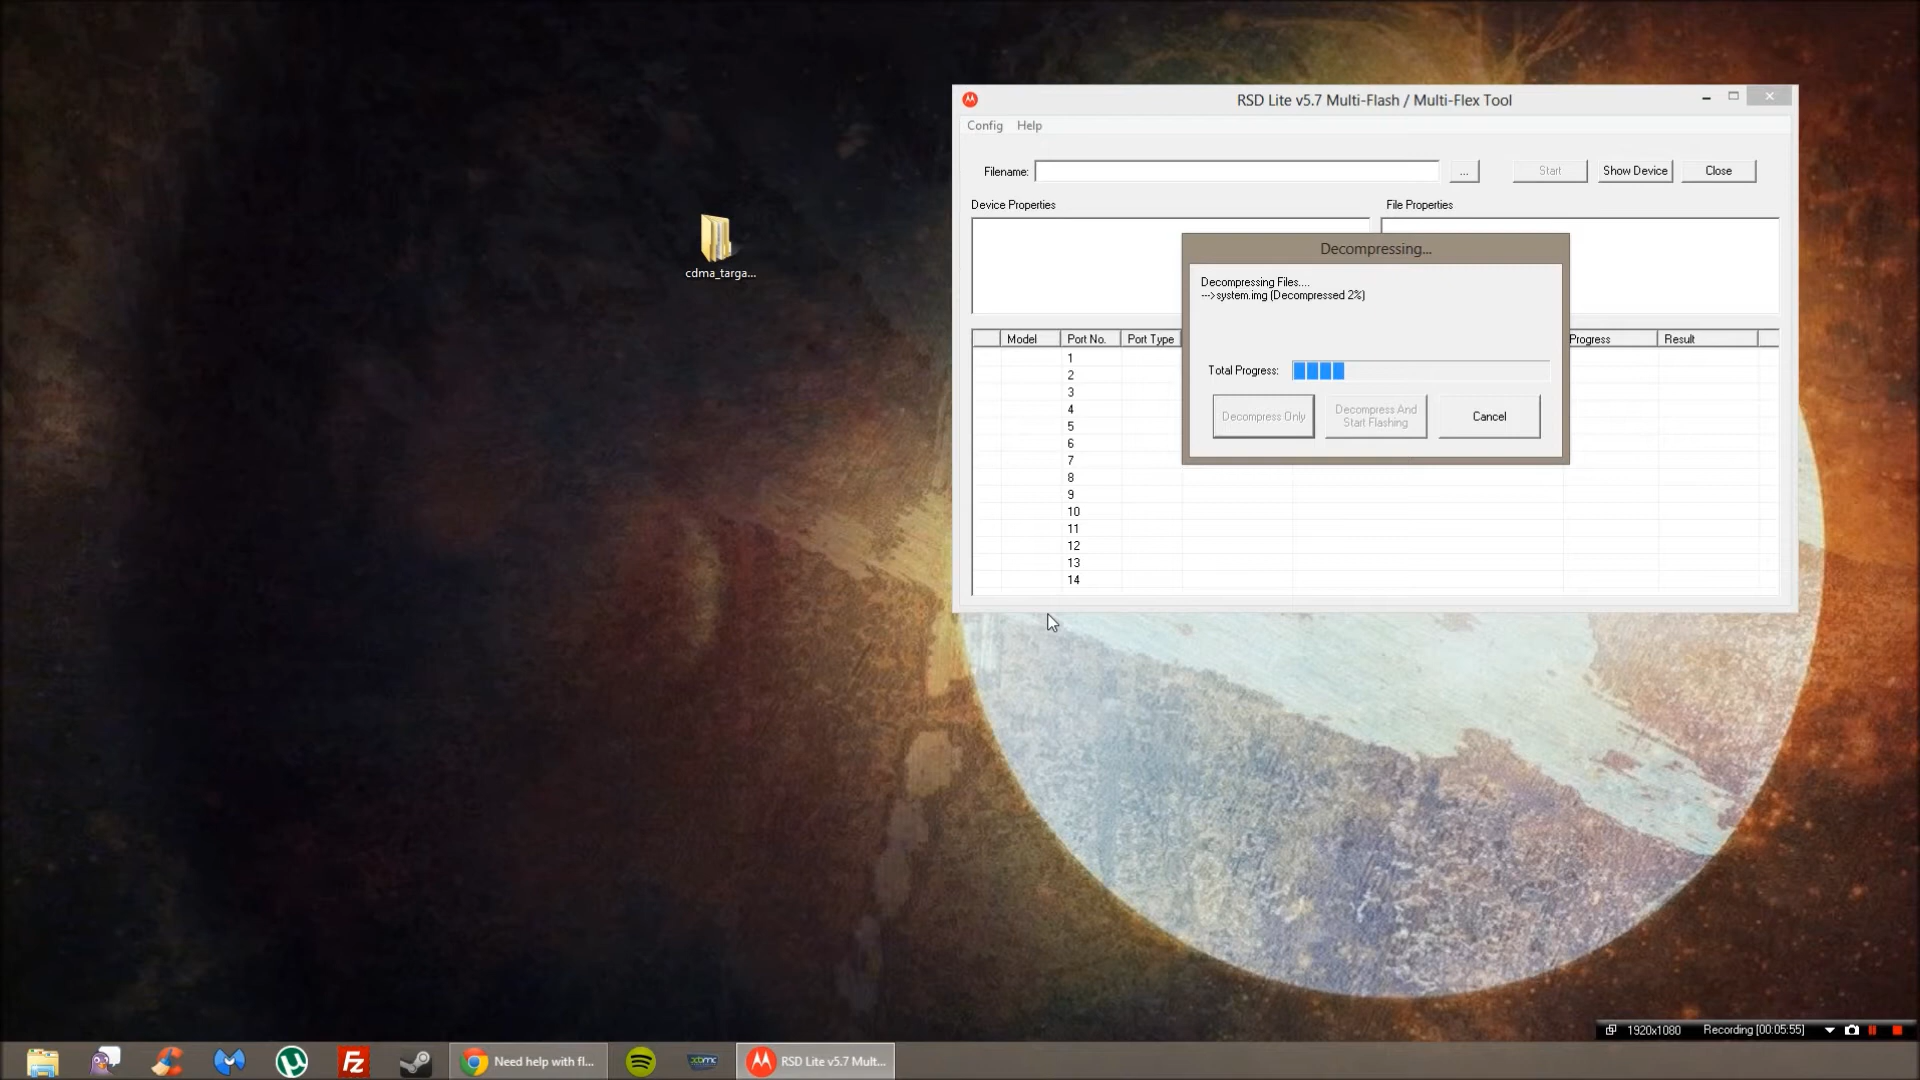 RSD Lite v5.7 Multi-Flash / Multi-Flex Tool
Config Help
Filename: ... Start Show Device Close
Device Properties File Properties
cdma_targa...
Decompressing...
Decompressing Files....
--->system.img (Decompressed 2%)
Total Progress:
Decompress Only
Decompress And
Start Flashing
Cancel
Model Port No. Port Type Progress Result
1
2
3
4
5
6
7
8
9
10
11
12
13
14
1920x1080 Recording [00:05:55]
Fz
Need help with fl...
xbmc
RSD Lite v5.7 Mult...